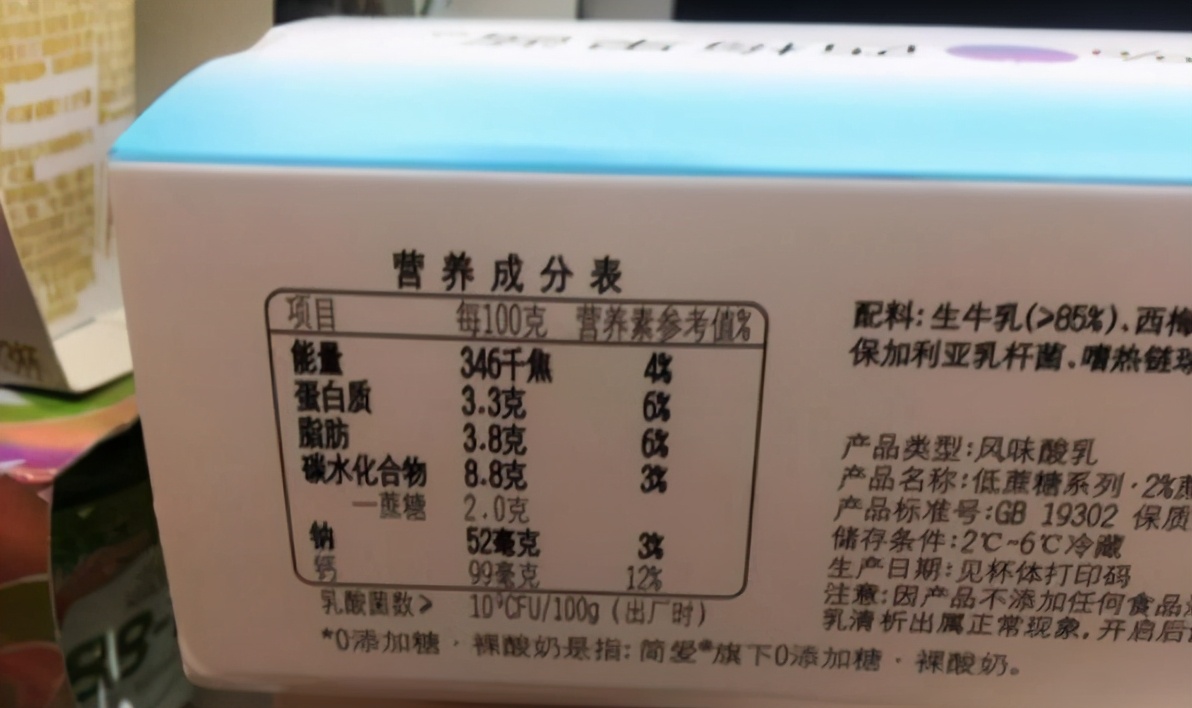 营养成分表
项目 每100克 营养素参考值%
能量 346千焦 4%
蛋白质 3.3克 6%
脂肪 3.8克 6%
碳水化合物 8.8克 3%
—蔗糖 2.0克
钠 52毫克 3%
钙 99毫克 12%
乳酸菌数≥ 10⁹CFU/100g(出厂时)
*0添加糖·裸酸奶是指:简爱®旗下0添加糖·裸酸奶。
配料:生牛乳(>85%)、西梅
保加利亚乳杆菌、嗜热链球
产品类型:风味酸乳
产品名称:低蔗糖系列·2%蔗
产品标准号:GB 19302 保质
储存条件:2℃~6℃冷藏
生产日期:见杯体打印码
注意:因产品不添加任何食品
乳清析出属正常现象,开启后